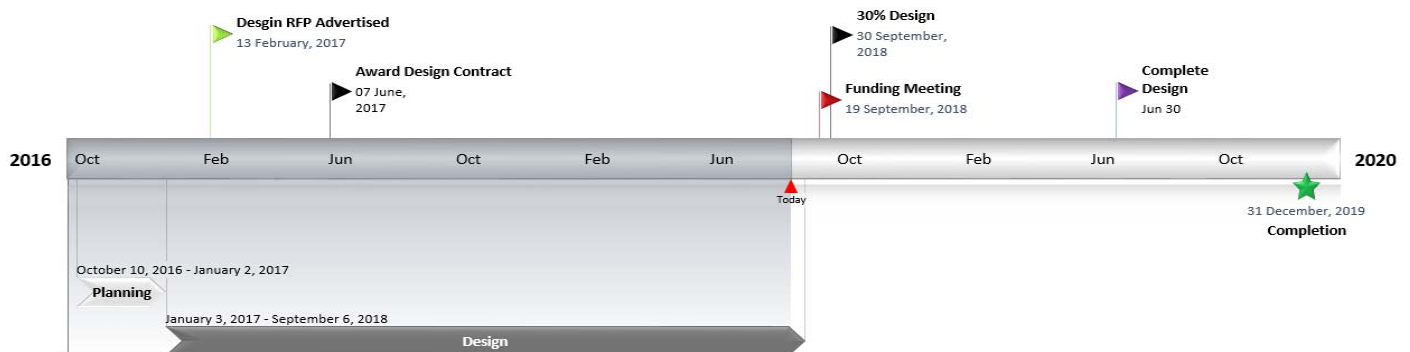 Desgin RFP Advertised
13 February, 2017
Award Design Contract
07 June,
2017
30% Design
30 September,
2018
Funding Meeting
19 September, 2018
Complete
Design
Jun 30
2016 Oct Feb Jun Oct Feb Jun Oct Feb Jun Oct 2020
Today
31 December, 2019
Completion
October 10, 2016 - January 2, 2017
Planning
January 3, 2017 - September 6, 2018
Design